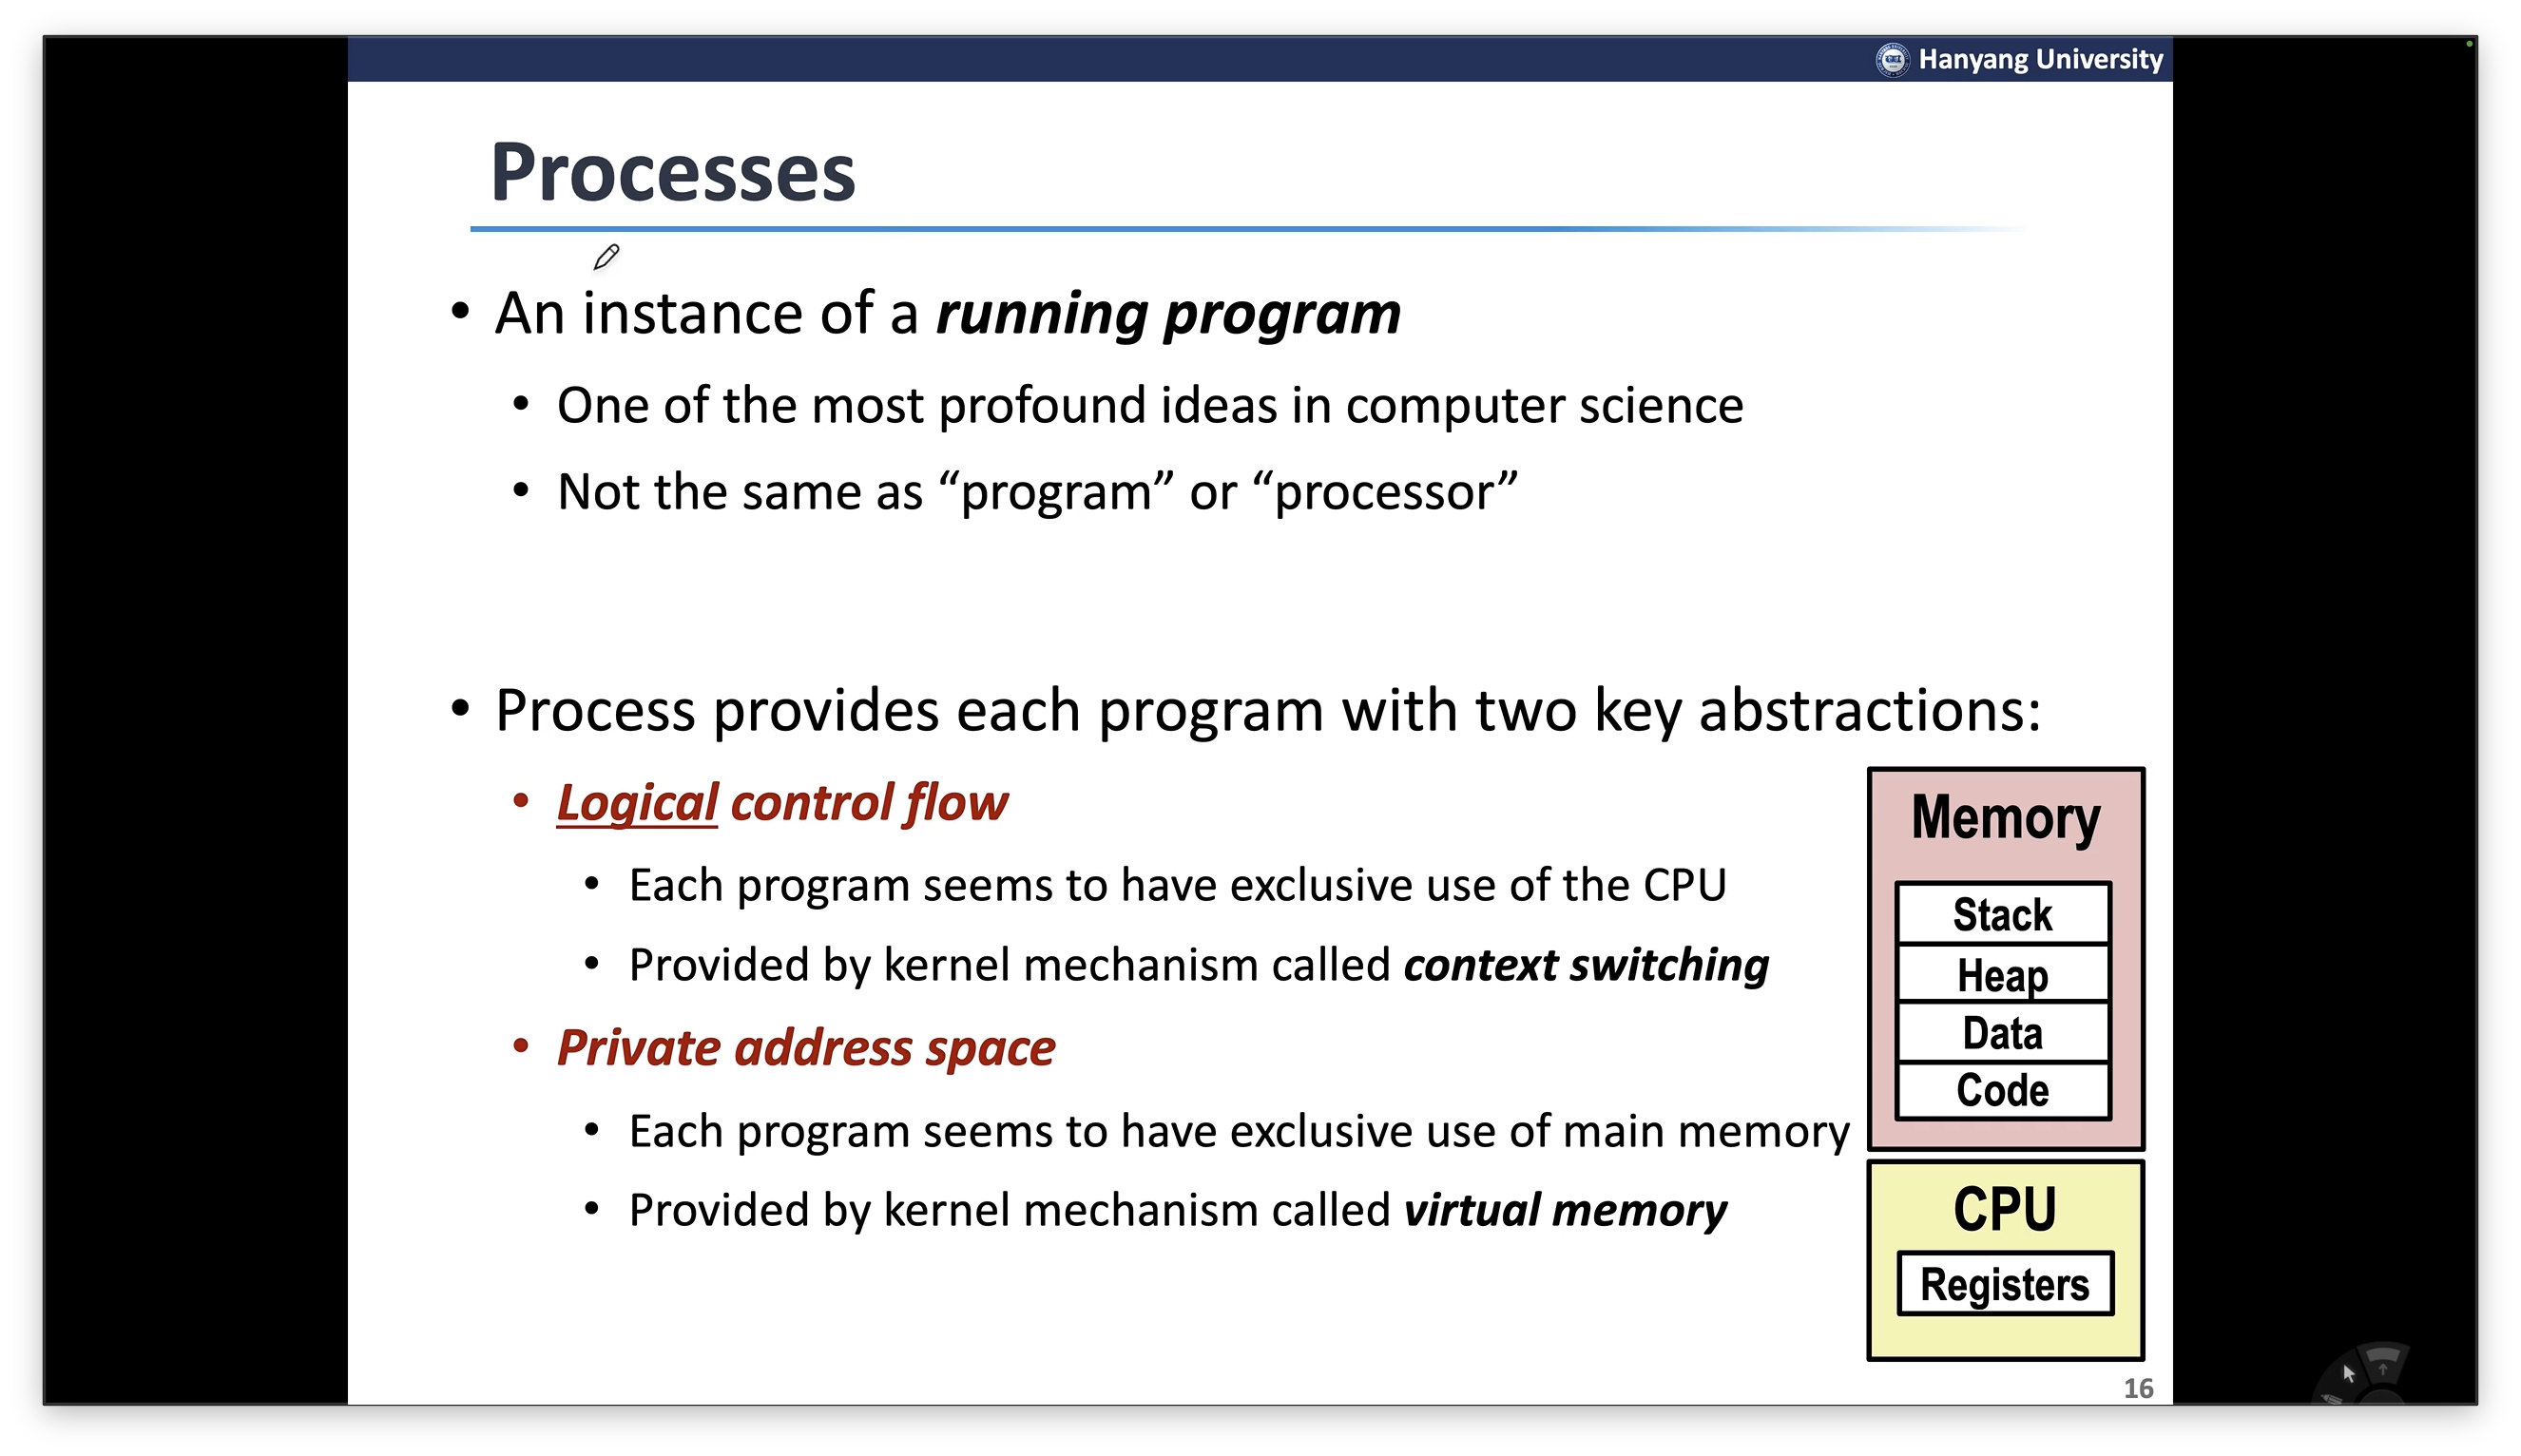 Hanyang University
Processes
• An instance of a running program
• One of the most profound ideas in computer science
• Not the same as “program” or “processor”
• Process provides each program with two key abstractions:
• Logical control flow
• Each program seems to have exclusive use of the CPU
• Provided by kernel mechanism called context switching
• Private address space
• Each program seems to have exclusive use of main memory
• Provided by kernel mechanism called virtual memory
Memory
Stack
Heap
Data
Code
CPU
Registers
16